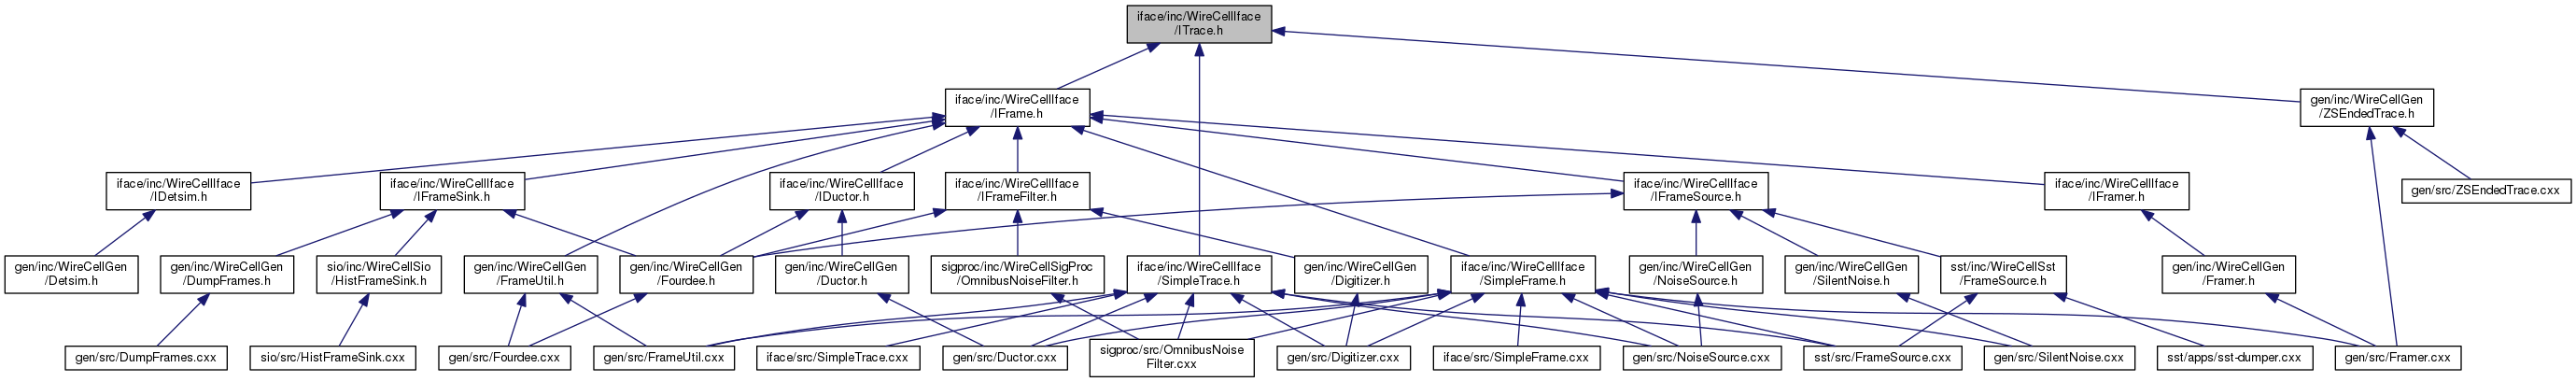 iface/inc/WireCellIface
/ITrace.h
iface/inc/WireCellIface
/IFrame.h
gen/inc/WireCellGen
/ZSEndedTrace.h
iface/inc/WireCellIface
/IDetsim.h
iface/inc/WireCellIface
/IFrameSink.h
iface/inc/WireCellIface
/IDuctor.h
iface/inc/WireCellIface
/IFrameFilter.h
iface/inc/WireCellIface
/IFrameSource.h
iface/inc/WireCellIface
/IFramer.h
gen/src/ZSEndedTrace.cxx
gen/inc/WireCellGen
/Detsim.h
gen/inc/WireCellGen
/DumpFrames.h
sio/inc/WireCellSio
/HistFrameSink.h
gen/inc/WireCellGen
/FrameUtil.h
gen/inc/WireCellGen
/Fourdee.h
gen/inc/WireCellGen
/Ductor.h
sigproc/inc/WireCellSigProc
/OmnibusNoiseFilter.h
iface/inc/WireCellIface
/SimpleTrace.h
gen/inc/WireCellGen
/Digitizer.h
iface/inc/WireCellIface
/SimpleFrame.h
gen/inc/WireCellGen
/NoiseSource.h
gen/inc/WireCellGen
/SilentNoise.h
sst/inc/WireCellSst
/FrameSource.h
gen/inc/WireCellGen
/Framer.h
gen/src/DumpFrames.cxx
sio/src/HistFrameSink.cxx
gen/src/Fourdee.cxx
gen/src/FrameUtil.cxx
iface/src/SimpleTrace.cxx
gen/src/Ductor.cxx
sigproc/src/OmnibusNoise
Filter.cxx
gen/src/Digitizer.cxx
iface/src/SimpleFrame.cxx
gen/src/NoiseSource.cxx
sst/src/FrameSource.cxx
gen/src/SilentNoise.cxx
sst/apps/sst-dumper.cxx
gen/src/Framer.cxx